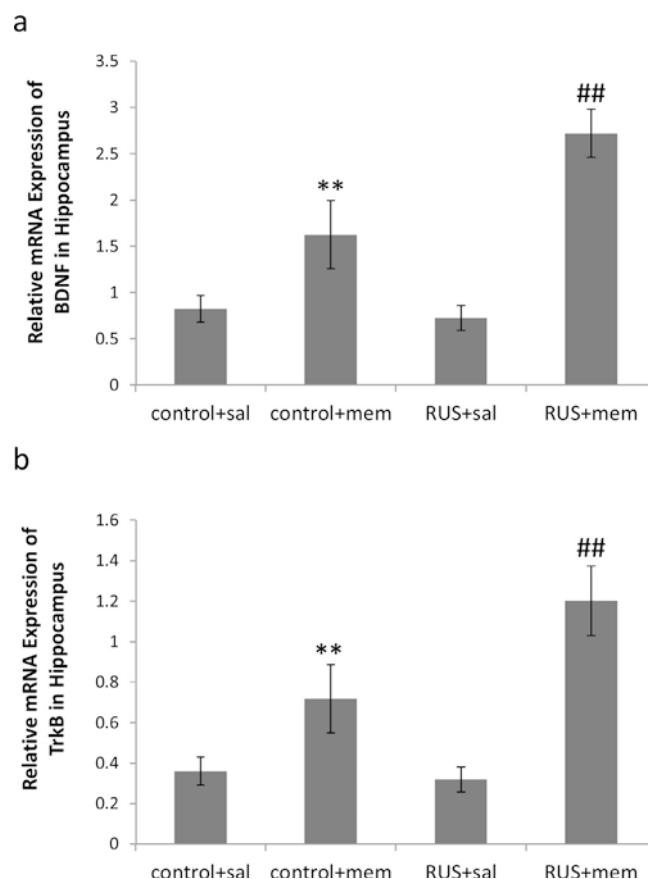 a
Relative mRNA Expression of
BDNF in Hippocampus
3.5
3
2.5
2
1.5
1
0.5
0
**
##
control+sal control+mem RUS+sal RUS+mem
b
Relative mRNA Expression of
TrkB in Hippocampus
1.6
1.4
1.2
1
0.8
0.6
0.4
0.2
0
**
##
control+sal control+mem RUS+sal RUS+mem